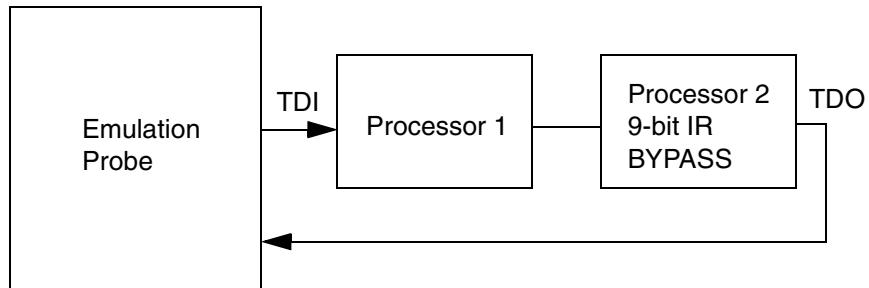 Emulation
Probe
TDI
Processor 1
Processor 2
9-bit IR
BYPASS
TDO